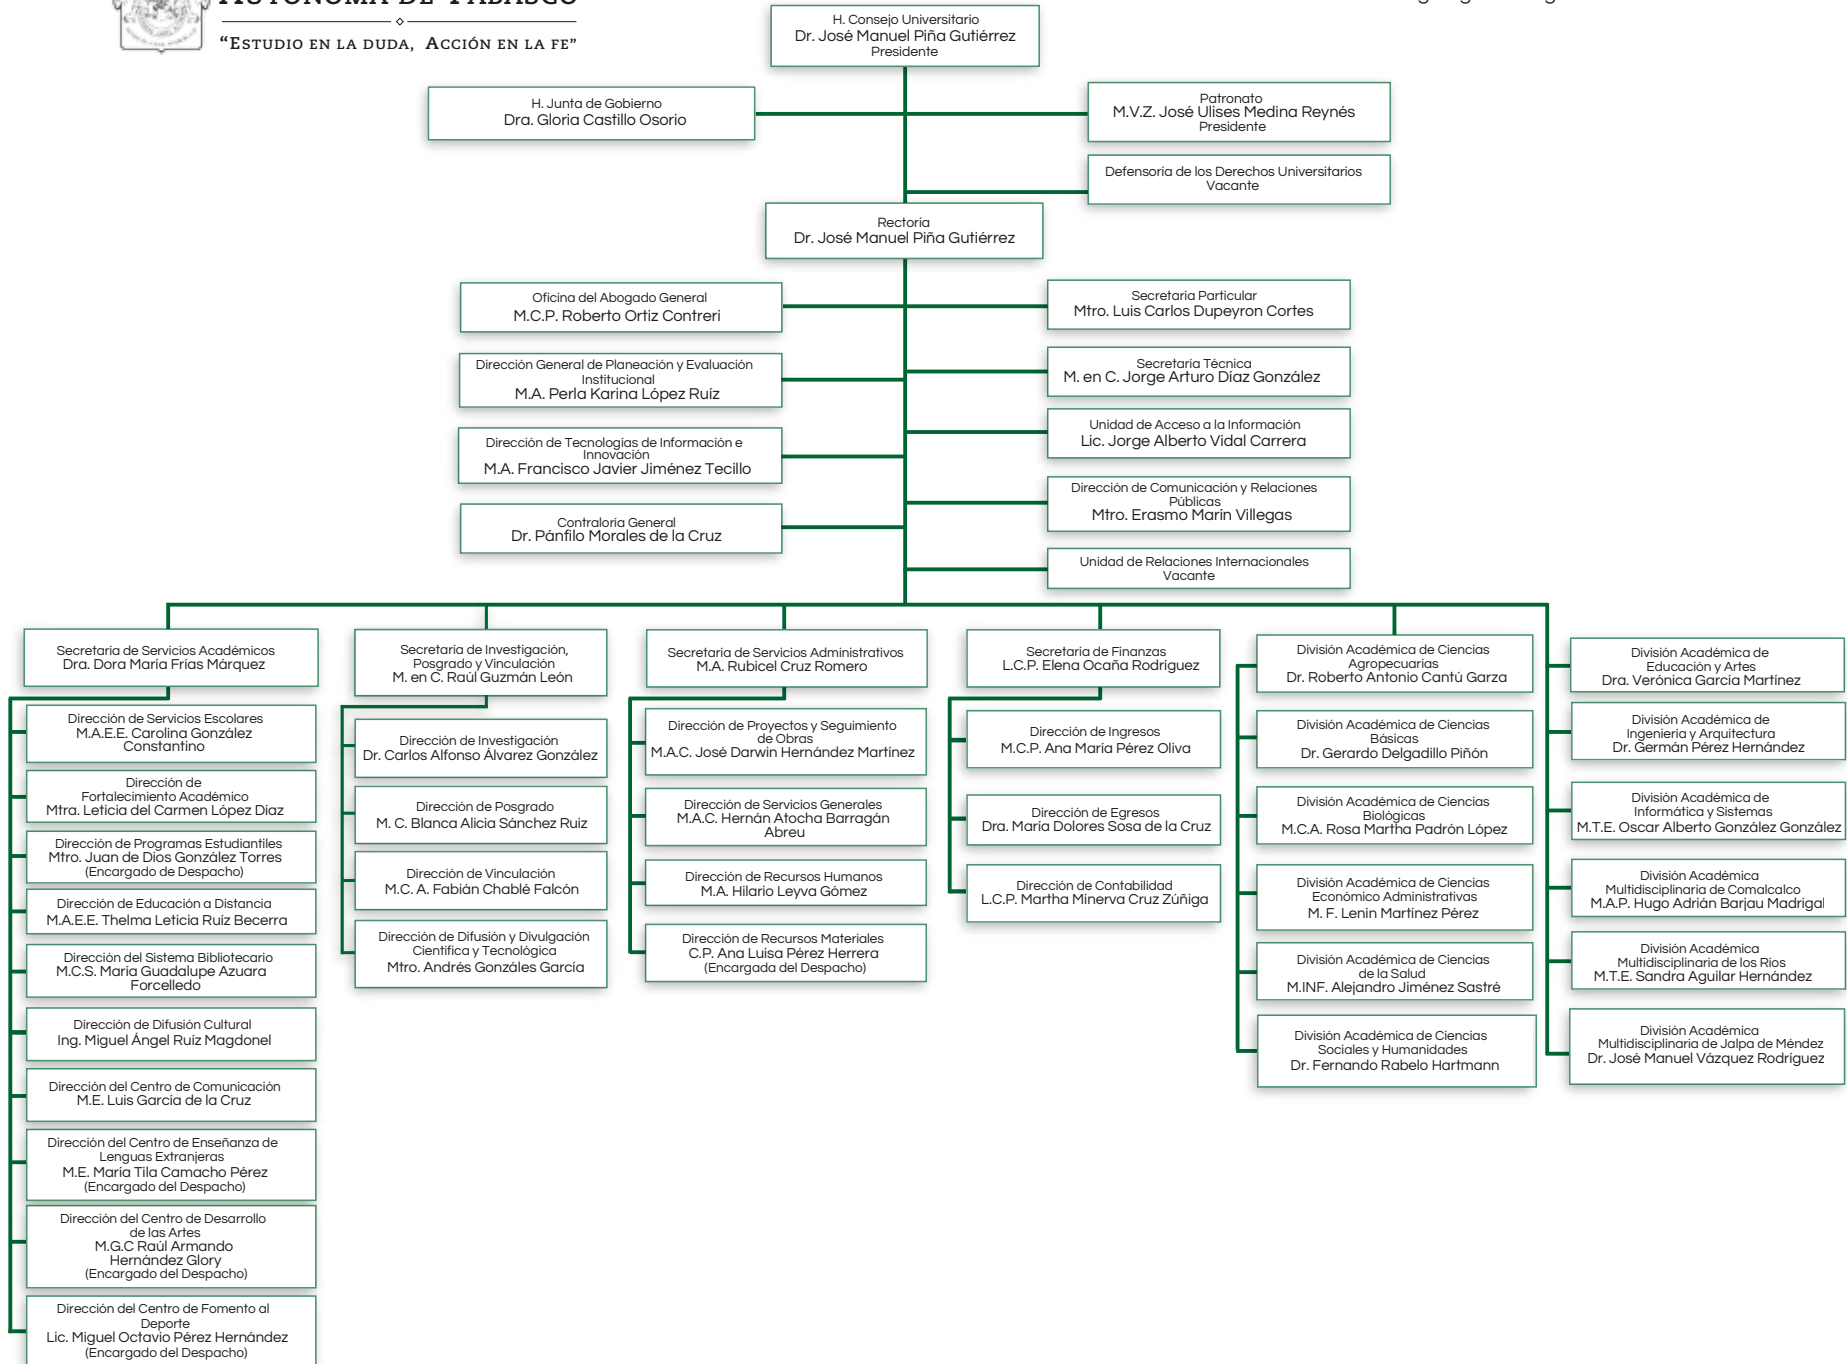 AUTÓNOMA DE TABASCO
“ESTUDIO EN LA DUDA, ACCIÓN EN LA FE”
H. Consejo Universitario
Dr. José Manuel Piña Gutiérrez
Presidente
H. Junta de Gobierno
Dra. Gloria Castillo Osorio
Patronato
M.V.Z. José Ulises Medina Reynés
Presidente
Defensoría de los Derechos Universitarios
Vacante
Rectoría
Dr. José Manuel Piña Gutiérrez
Oficina del Abogado General
M.C.P. Roberto Ortiz Contreri
Secretaría Particular
Mtro. Luis Carlos Dupeyron Cortes
Dirección General de Planeación y Evaluación
Institucional
M.A. Perla Karina López Ruíz
Secretaría Técnica
M. en C. Jorge Arturo Díaz González
Dirección de Tecnologías de Información e
Innovación
M.A. Francisco Javier Jiménez Tecillo
Unidad de Acceso a la Información
Lic. Jorge Alberto Vidal Carrera
Dirección de Comunicación y Relaciones
Públicas
Mtro. Erasmo Marín Villegas
Contraloría General
Dr. Pánfilo Morales de la Cruz
Unidad de Relaciones Internacionales
Vacante
Secretaría de Servicios Académicos
Dra. Dora María Frías Márquez
Dirección de Servicios Escolares
M.A.E.E. Carolina González
Constantino
Dirección de
Fortalecimiento Académico
Mtra. Leticia del Carmen López Díaz
Dirección de Programas Estudiantiles
Mtro. Juan de Dios González Torres
(Encargado de Despacho)
Dirección de Educación a Distancia
M.A.E.E. Thelma Leticia Ruíz Becerra
Dirección del Sistema Bibliotecario
M.C.S. María Guadalupe Azuara
Forcelledo
Dirección de Difusión Cultural
Ing. Miguel Ángel Ruíz Magdonel
Dirección del Centro de Comunicación
M.E. Luis García de la Cruz
Dirección del Centro de Enseñanza de
Lenguas Extranjeras
M.E. María Tila Camacho Pérez
(Encargado del Despacho)
Dirección del Centro de Desarrollo
de las Artes
M.G.C Raúl Armando
Hernández Glory
(Encargado del Despacho)
Dirección del Centro de Fomento al
Deporte
Lic. Miguel Octavio Pérez Hernández
(Encargado del Despacho)
Secretaría de Investigación,
Posgrado y Vinculación
M. en C. Raúl Guzmán León
Dirección de Investigación
Dr. Carlos Alfonso Álvarez González
Dirección de Posgrado
M. C. Blanca Alicia Sánchez Ruiz
Dirección de Vinculación
M.C. A. Fabián Chablé Falcón
Dirección de Difusión y Divulgación
Científica y Tecnológica
Mtro. Andrés Gonzáles García
Secretaría de Servicios Administrativos
M.A. Rubicel Cruz Romero
Dirección de Proyectos y Seguimiento
de Obras
M.A.C. José Darwin Hernández Martínez
Dirección de Servicios Generales
M.A.C. Hernán Atocha Barragán
Abreu
Dirección de Recursos Humanos
M.A. Hilario Leyva Gómez
Dirección de Recursos Materiales
C.P. Ana Luisa Pérez Herrera
(Encargada del Despacho)
Secretaría de Finanzas
L.C.P. Elena Ocaña Rodríguez
Dirección de Ingresos
M.C.P. Ana María Pérez Oliva
Dirección de Egresos
Dra. María Dolores Sosa de la Cruz
Dirección de Contabilidad
L.C.P. Martha Minerva Cruz Zúñiga
División Académica de Ciencias
Agropecuarias
Dr. Roberto Antonio Cantú Garza
División Académica de Ciencias
Básicas
Dr. Gerardo Delgadillo Piñón
División Académica de Ciencias
Biológicas
M.C.A. Rosa Martha Padrón López
División Académica de Ciencias
Económico Administrativas
M. F. Lenin Martínez Pérez
División Académica de Ciencias
de la Salud
M.INF. Alejandro Jiménez Sastré
División Académica de Ciencias
Sociales y Humanidades
Dr. Fernando Rabelo Hartmann
División Académica de
Educación y Artes
Dra. Verónica García Martínez
División Académica de
Ingeniería y Arquitectura
Dr. Germán Pérez Hernández
División Académica de
Informática y Sistemas
M.T.E. Oscar Alberto González González
División Académica
Multidisciplinaria de Comalcalco
M.A.P. Hugo Adrián Barjau Madrigal
División Académica
Multidisciplinaria de los Ríos
M.T.E. Sandra Aguilar Hernández
División Académica
Multidisciplinaria de Jalpa de Méndez
Dr. José Manuel Vázquez Rodríguez